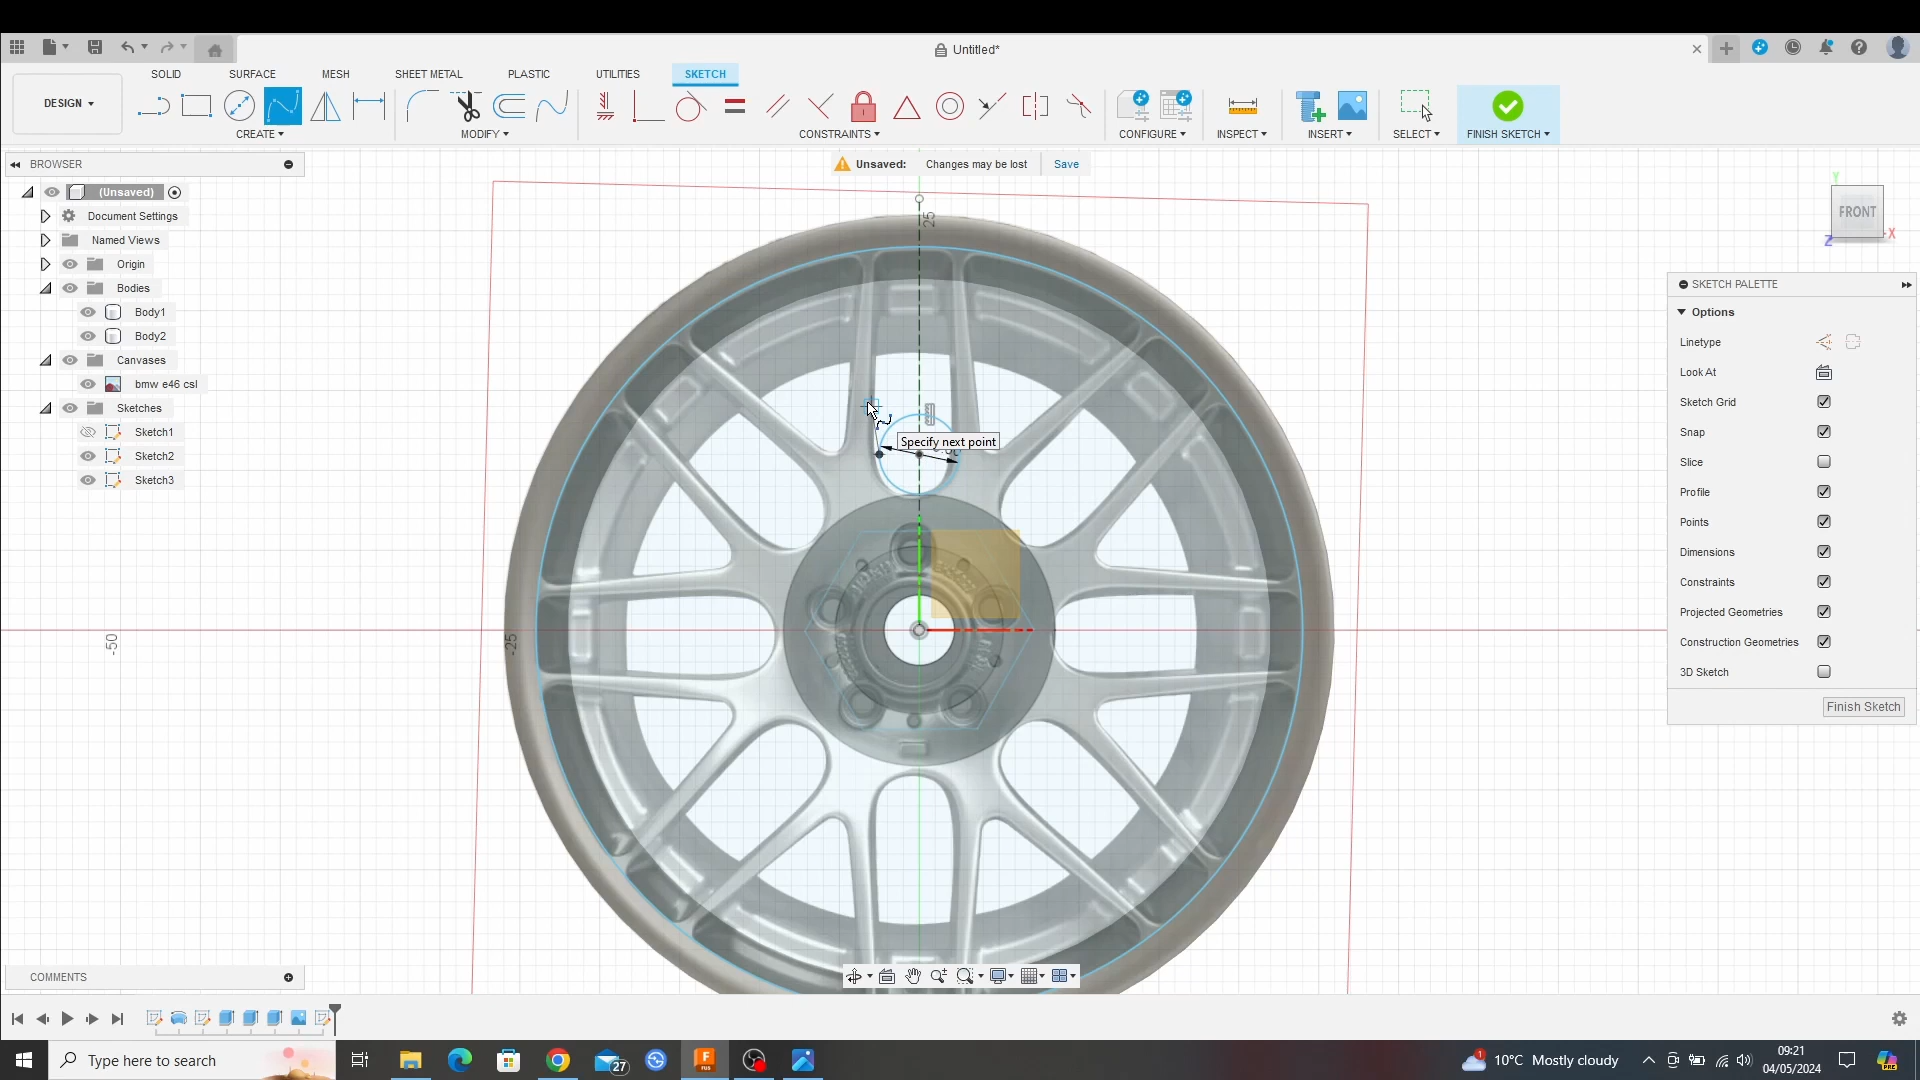 Untitled*
SOLID SURFACE MESH SHEET METAL PLASTIC UTILITIES SKETCH
DESIGN
CREATE MODIFY CONSTRAINTS CONFIGURE INSPECT INSERT SELECT FINISH SKETCH
BROWSER
Unsaved: Changes may be lost Save
(Unsaved)
Document Settings
Named Views
Origin
Bodies
Body1
Body2
Canvases
bmw e46 csl
Sketches
Sketch1
Sketch2
Sketch3
25
Y
FRONT
X
Z
SKETCH PALETTE
Options
Linetype
Look At
Sketch Grid
Snap
Slice
Profile
Points
Dimensions
Constraints
Projected Geometries
Construction Geometries
3D Sketch
Finish Sketch
Specify next point
-50
-25
COMMENTS
Type here to search
27
F
FUS
1
10°C Mostly cloudy
09:21
04/05/2024
PRE